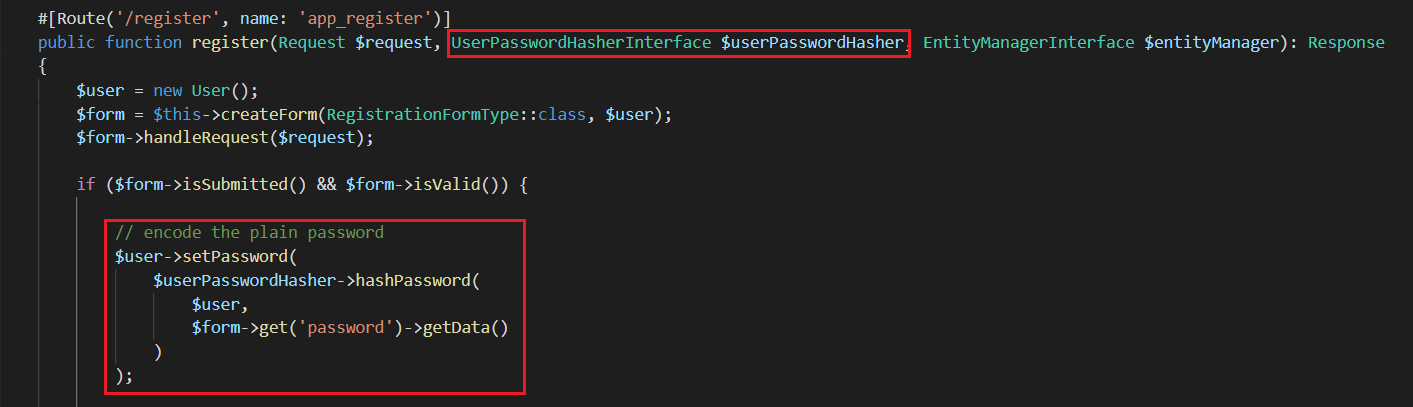 #[Route('/register', name: 'app_register')]
public function register(Request $request, UserPasswordHasherInterface $userPasswordHasher, EntityManagerInterface $entityManager): Response
{
$user = new User();
$form = $this->createForm(RegistrationFormType::class, $user);
$form->handleRequest($request);
if ($form->isSubmitted() && $form->isValid()) {
// encode the plain password
$user->setPassword(
$userPasswordHasher->hashPassword(
$user,
$form->get('password')->getData()
)
);